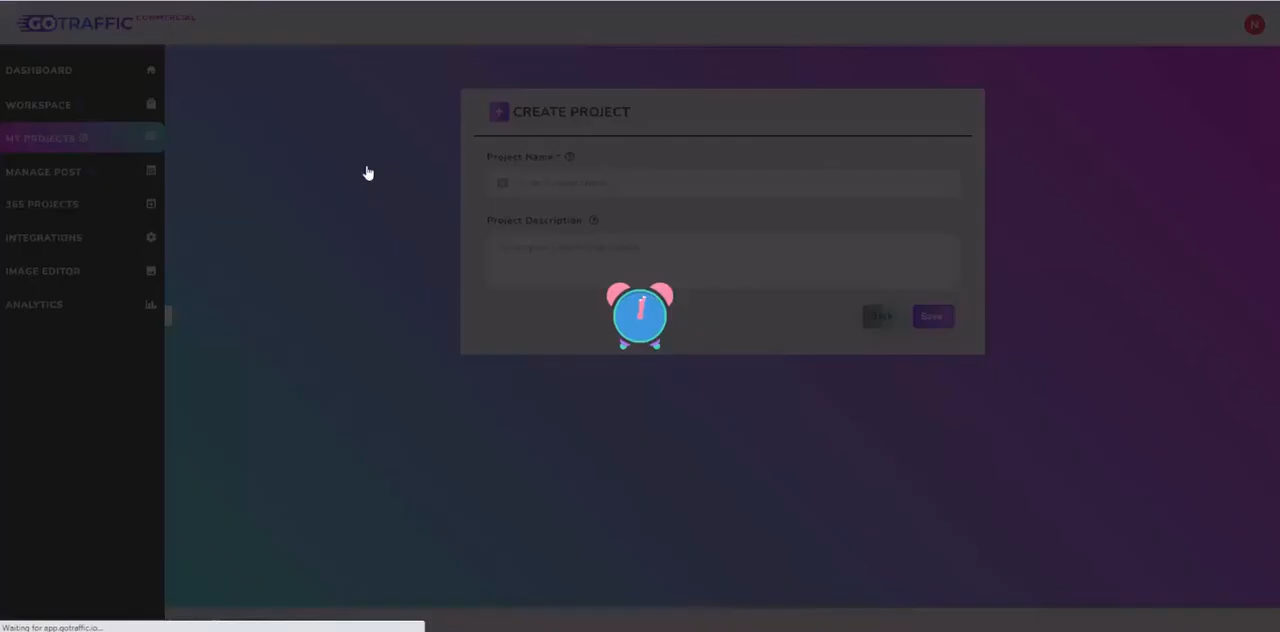 GOTRAFFIC COMMERCIAL
N
DASHBOARD
WORKSPACE
MY PROJECTS
MANAGE POST
365 PROJECTS
INTEGRATIONS
IMAGE EDITOR
ANALYTICS
+ CREATE PROJECT
Project Name *
Project Description
Back
Save
Waiting for app.gotraffic.io...